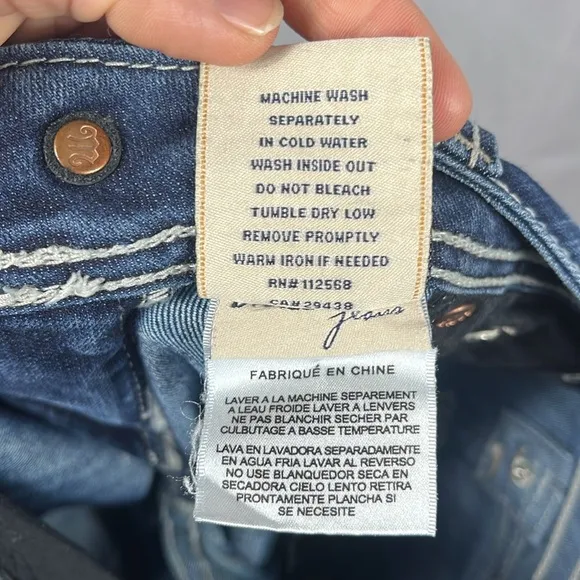 MACHINE WASH
SEPARATELY
IN COLD WATER
WASH INSIDE OUT
DO NOT BLEACH
TUMBLE DRY LOW
REMOVE PROMPTLY
WARM IRON IF NEEDED
RN# 112568
CA# 29438
jeans
FABRIQUÉ EN CHINE
LAVER A LA MACHINE SEPAREMENT
A LEAU FROIDE LAVER A LENVERS
NE PAS BLANCHIR SECHER PAR
CULBUTAGE A BASSE TEMPERATURE
LAVA EN LAVADORA SEPARADAMENTE
EN AGUA FRIA LAVAR AL REVERSO
NO USE BLANQUEDOR SECA EN
SECADORA CIELO LENTO RETIRA
PRONTAMENTE PLANCHA SI
SE NECESITE